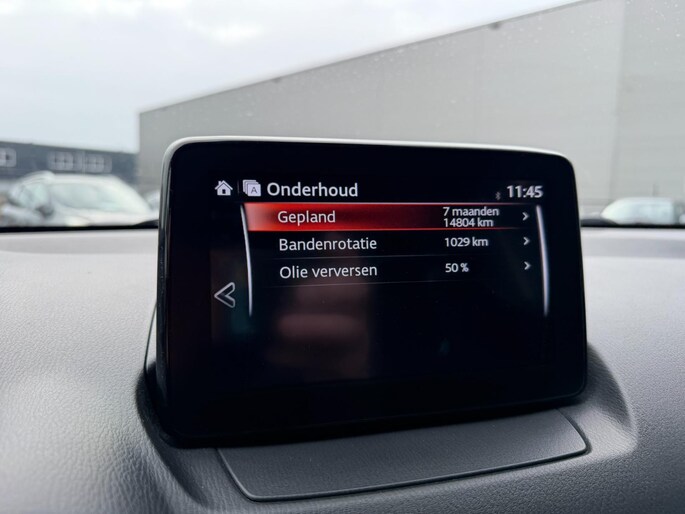 A Onderhoud 11:45
Gepland 7 maanden
14804 km
Bandenrotatie 1029 km
Olie verversen 50 %